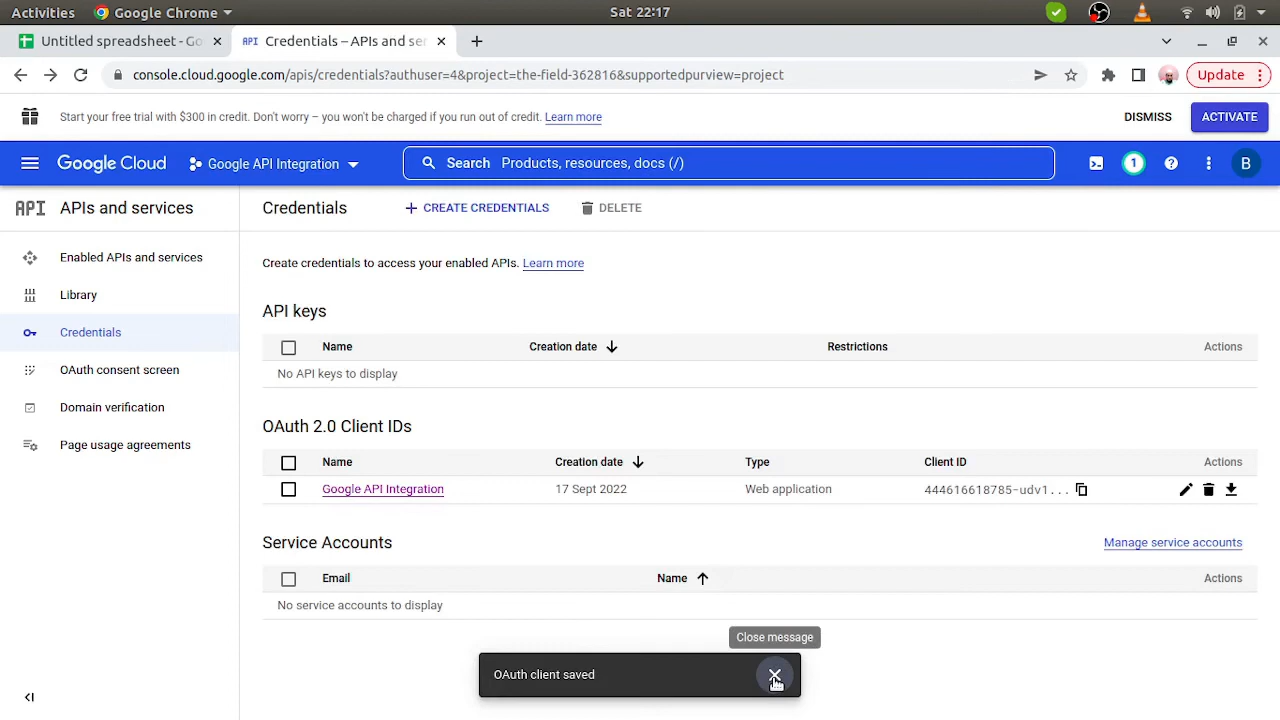 Activities Google Chrome Sat 22:17
Untitled spreadsheet - Go API Credentials – APIs and ser
console.cloud.google.com/apis/credentials?authuser=4&project=the-field-362816&supportedpurview=project Update
Start your free trial with $300 in credit. Don't worry – you won't be charged if you run out of credit. Learn more DISMISS ACTIVATE
Google Cloud Google API Integration Search Products, resources, docs (/) 1 B
API APIs and services Credentials CREATE CREDENTIALS DELETE
Enabled APIs and services
Library
Credentials
OAuth consent screen
Domain verification
Page usage agreements
Create credentials to access your enabled APIs. Learn more
API keys
Name Creation date Restrictions Actions
No API keys to display
OAuth 2.0 Client IDs
Name Creation date Type Client ID Actions
Google API Integration 17 Sept 2022 Web application 444616618785-udv1...
Service Accounts Manage service accounts
Email Name Actions
No service accounts to display
Close message
OAuth client saved